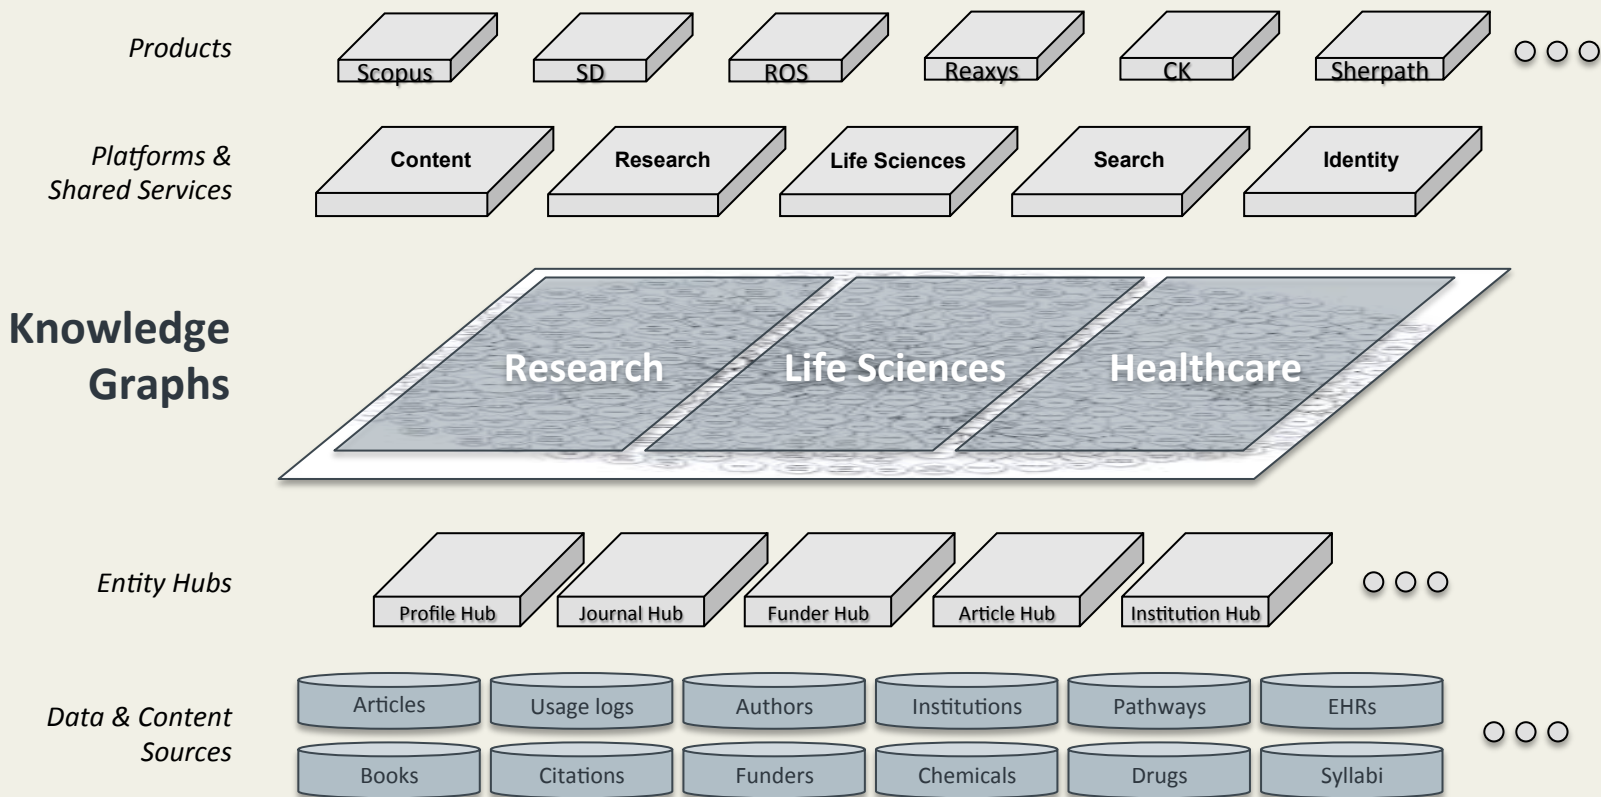 Products
Scopus
SD
ROS
Reaxys
CK
Sherpath
Platforms &
Shared Services
Content
Research
Life Sciences
Search
Identity
Knowledge
Graphs
Research
Life Sciences
Healthcare
Entity Hubs
Profile Hub
Journal Hub
Funder Hub
Article Hub
Institution Hub
Data & Content
Sources
Articles
Usage logs
Authors
Institutions
Pathways
EHRs
Books
Citations
Funders
Chemicals
Drugs
Syllabi